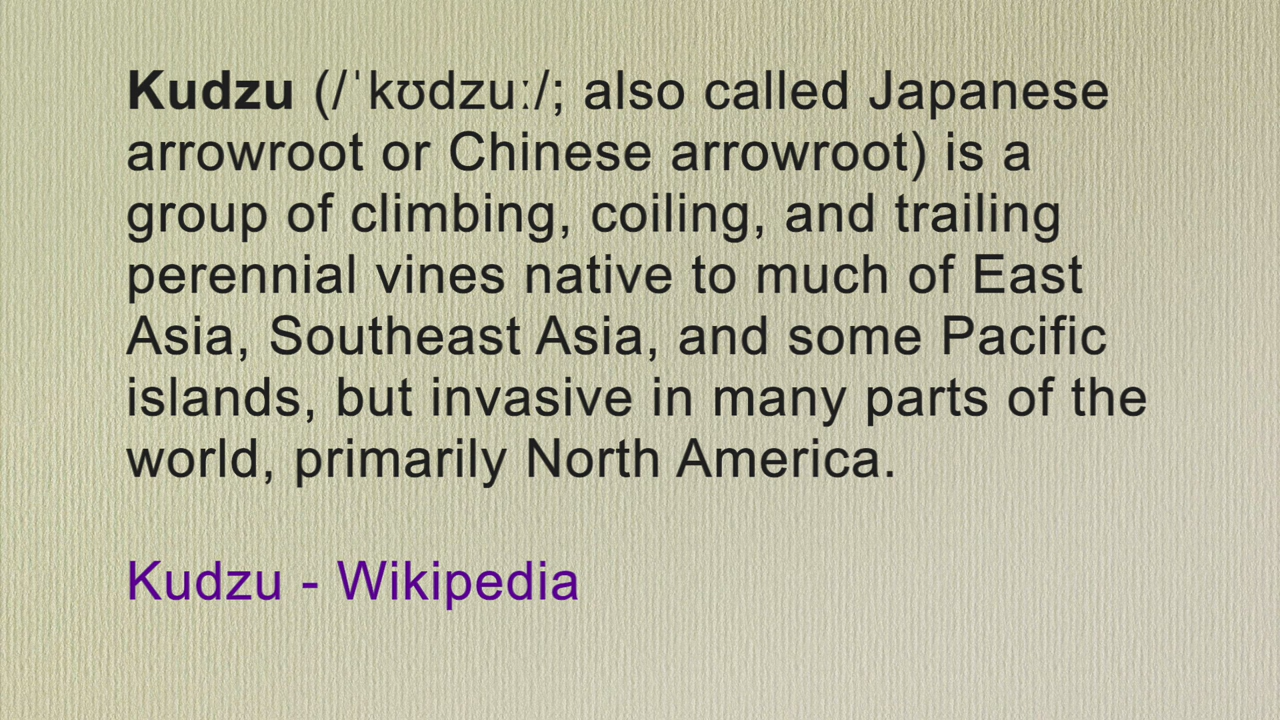 Kudzu (/ˈkʊdzuː/; also called Japanese
arrowroot or Chinese arrowroot) is a
group of climbing, coiling, and trailing
perennial vines native to much of East
Asia, Southeast Asia, and some Pacific
islands, but invasive in many parts of the
world, primarily North America.
Kudzu - Wikipedia